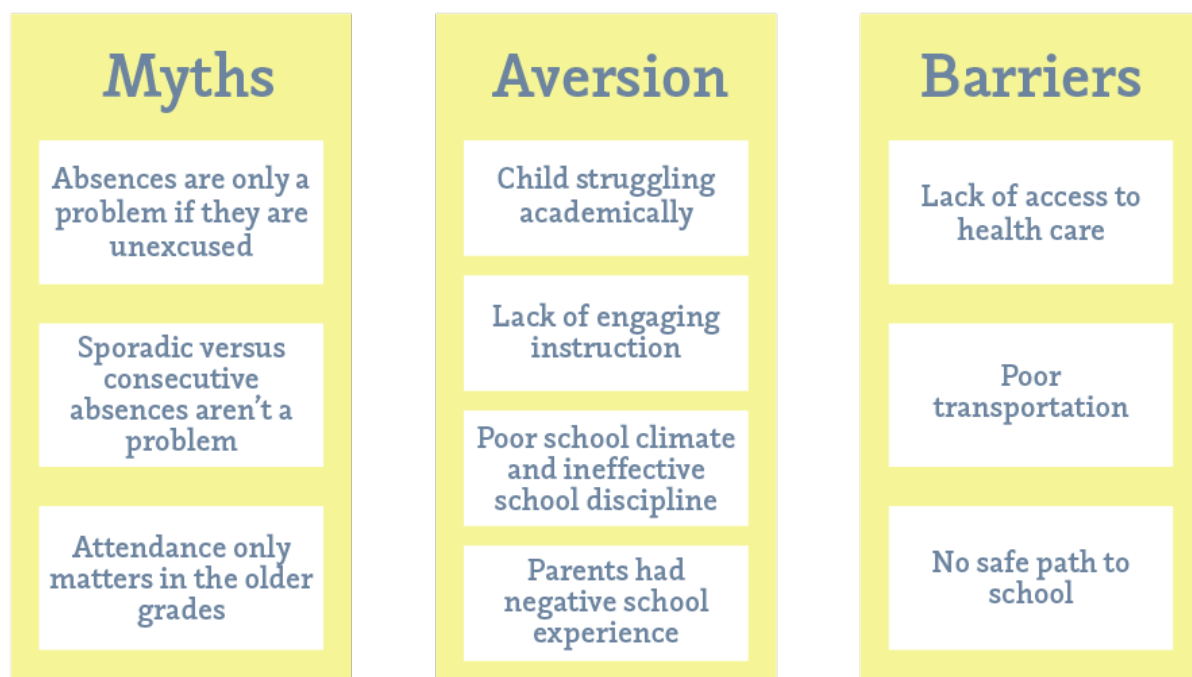 Myths
Absences are only a
problem if they are
unexcused
Sporadic versus
consecutive
absences aren't a
problem
Attendance only
matters in the older
grades
Aversion
Child struggling
academically
Lack of engaging
instruction
Poor school climate
and ineffective
school discipline
Parents had
negative school
experience
Barriers
Lack of access to
health care
Poor
transportation
No safe path to
school